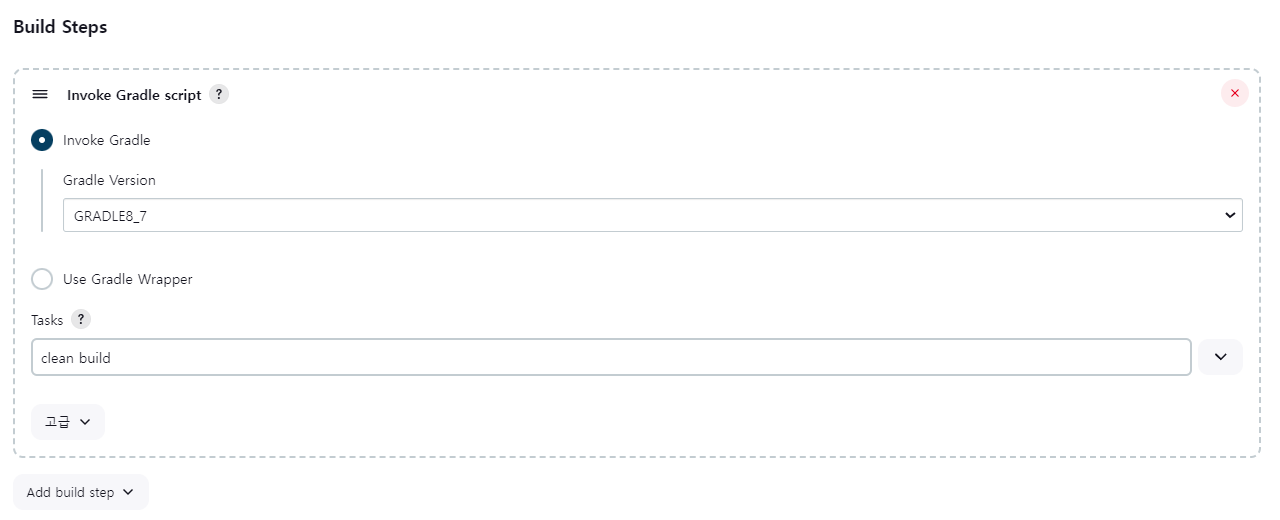 Build Steps
Invoke Gradle script ?
Invoke Gradle
Gradle Version
GRADLE8_7
Use Gradle Wrapper
Tasks ?
clean build
고급
Add build step